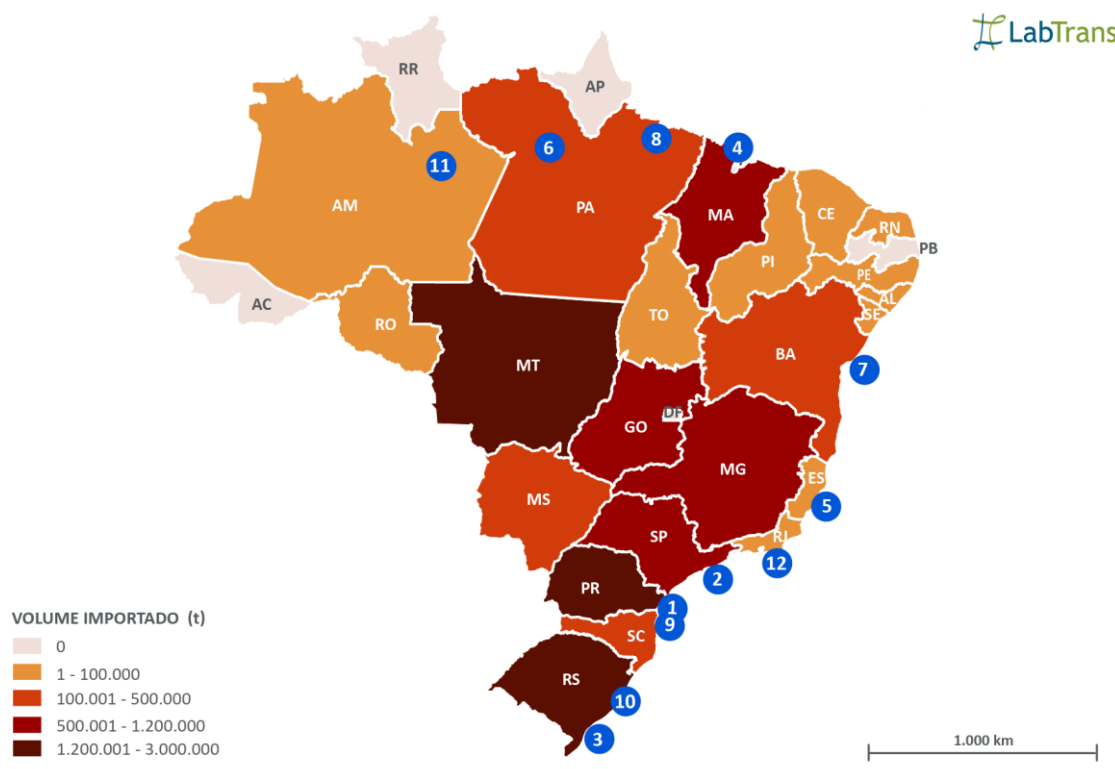 LabTrans
RR
AP
8
6
4
11
AM
PA
MA
CE
RN
PB
PI
PE
AL
SE
AC
RO
TO
BA
MT
7
DF
GO
MG
ES
MS
5
SP
RJ
12
2
PR
1
9
SC
RS
10
3
VOLUME IMPORTADO (t)
0
1 - 100.000
100.001 - 500.000
500.001 - 1.200.000
1.200.001 - 3.000.000
1.000 km